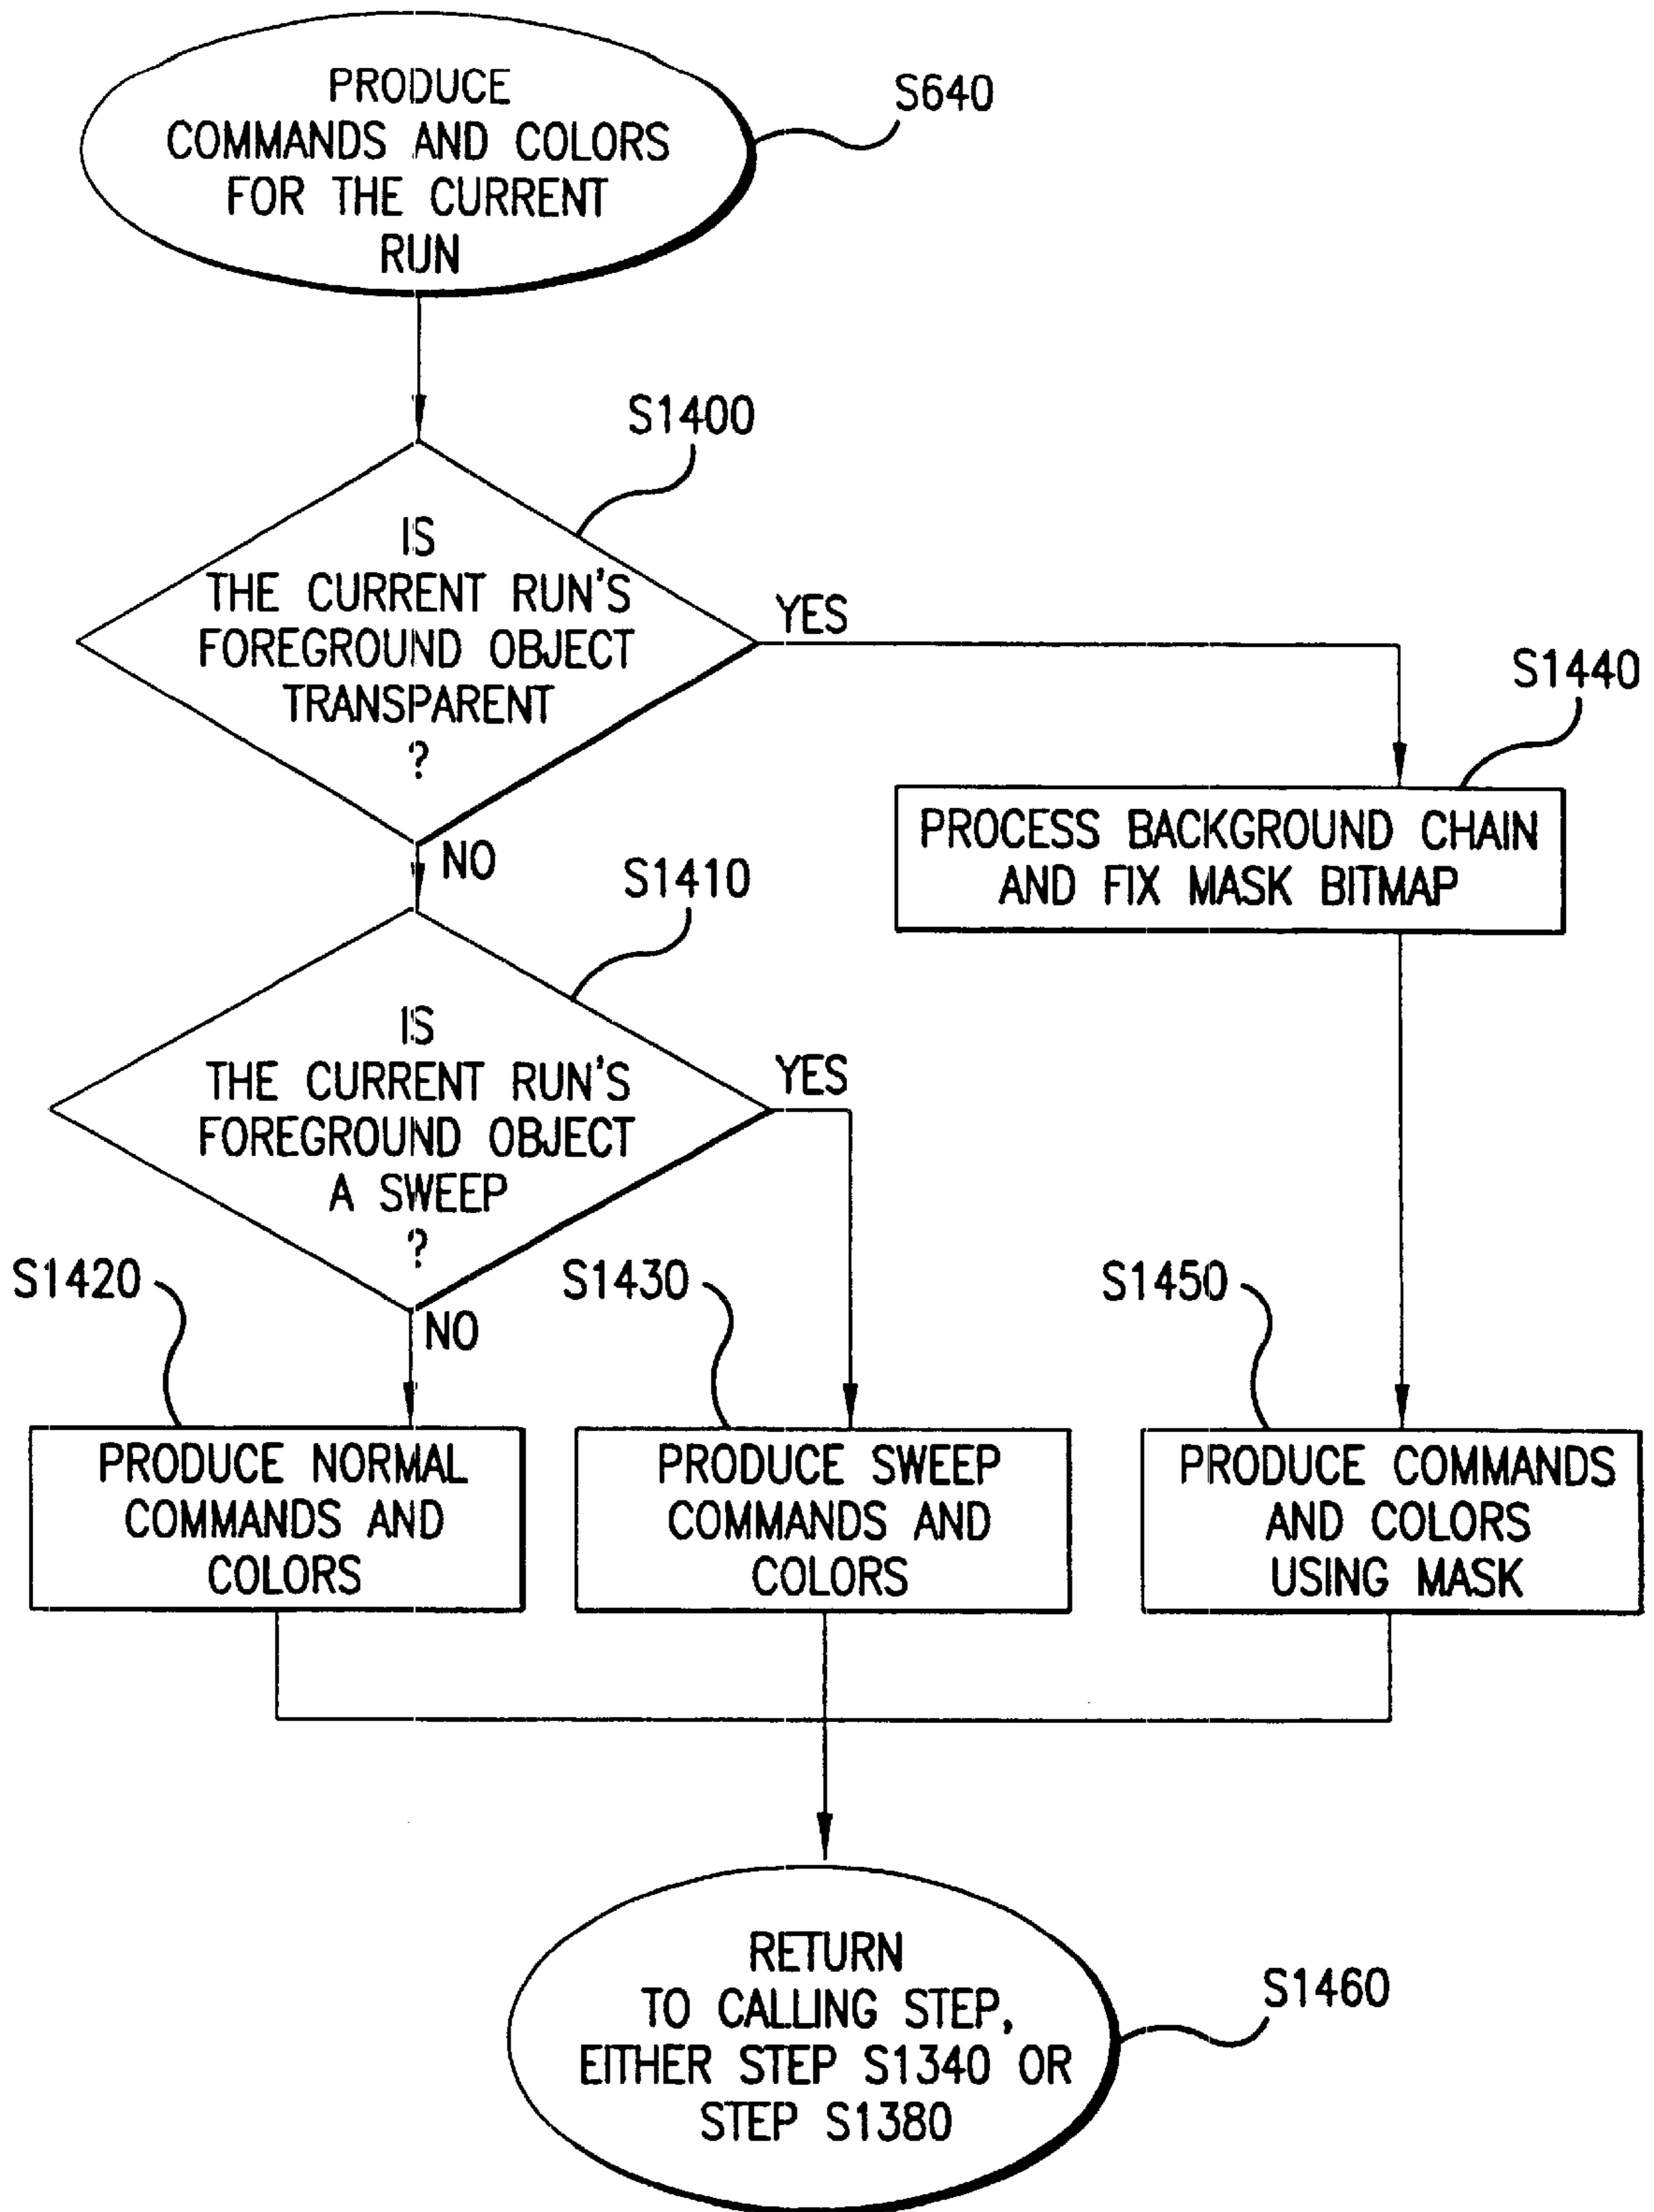 PRODUCE
COMMANDS AND COLORS
FOR THE CURRENT
RUN
S640
S1400
IS
THE CURRENT RUN'S
FOREGROUND OBJECT
TRANSPARENT
?
YES
NO
S1440
PROCESS BACKGROUND CHAIN
AND FIX MASK BITMAP
S1410
IS
THE CURRENT RUN'S
FOREGROUND OBJECT
A SWEEP
?
YES
NO
S1420
PRODUCE NORMAL
COMMANDS AND
COLORS
S1430
PRODUCE SWEEP
COMMANDS AND
COLORS
S1450
PRODUCE COMMANDS
AND COLORS
USING MASK
RETURN
TO CALLING STEP,
EITHER STEP S1340 OR
STEP S1380
S1460